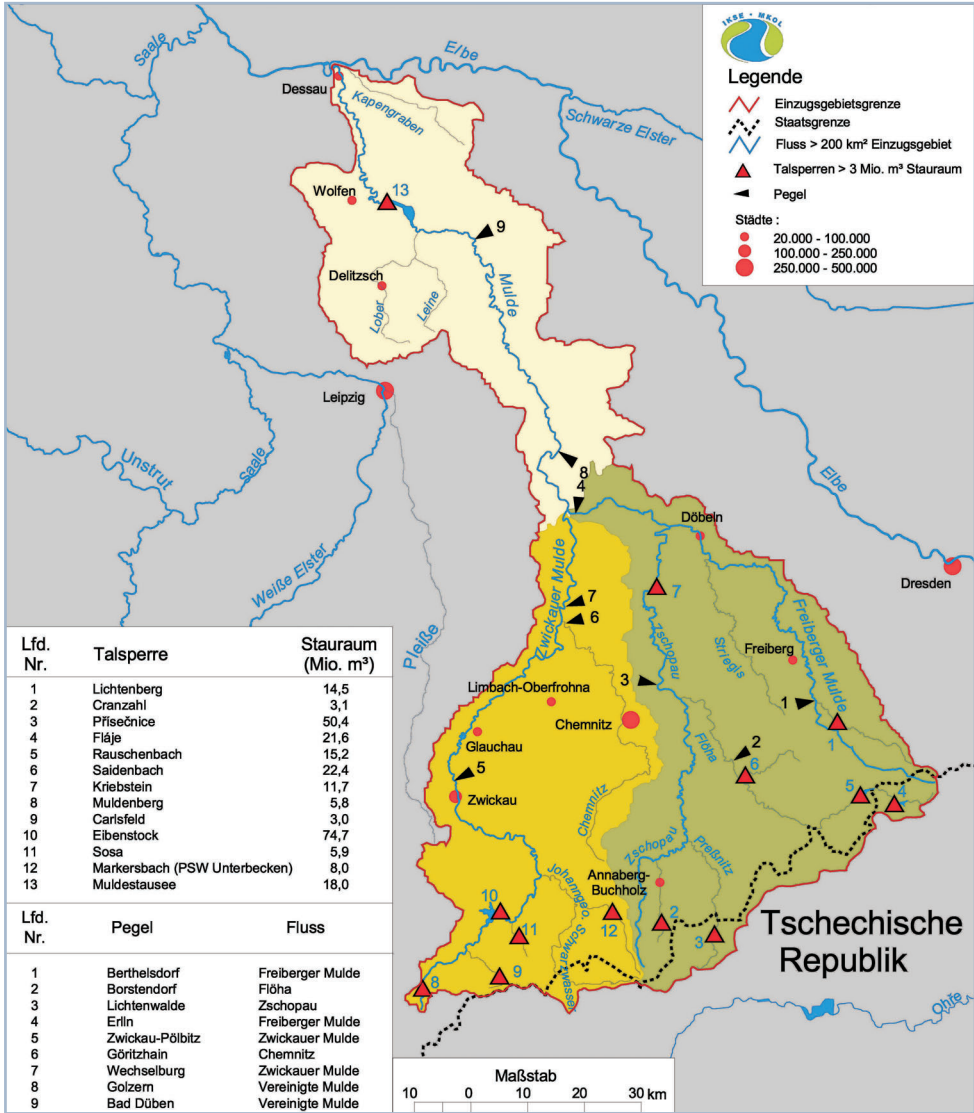 IKSE • MKOL
Legende
Einzugsgebietsgrenze
Staatsgrenze
Fluss > 200 km² Einzugsgebiet
Talsperren > 3 Mio. m³ Stauraum
Pegel
Städte :
20.000 - 100.000
100.000 - 250.000
250.000 - 500.000
Saale
Elbe
Dessau
Kapengraben
Schwarze Elster
Wolfen
13
9
Delitzsch
Mulde
Lober
Leine
Leipzig
Unstrut
Saale
8
4
Elbe
Döbeln
Dresden
Weiße Elster
Zwickauer Mulde
7
7
6
Zschopau
Striegis
Freiberger Mulde
Freiberg
Pleiße
Limbach-Oberfrohna
3
1
Chemnitz
Glauchau
Flöha
1
2
6
5
Zwickau
5
4
Chemnitz
Zschopau
Preßnitz
Annaberg-
Buchholz
Johanngeo.
Schwarzwasser
10
11
12
2
3
9
8
Tschechische
Republik
Ohře
Lfd. Nr. Talsperre Stauraum (Mio. m³)
1 Lichtenberg 14,5
2 Cranzahl 3,1
3 Přísečnice 50,4
4 Fláje 21,6
5 Rauschenbach 15,2
6 Saidenbach 22,4
7 Kriebstein 11,7
8 Muldenberg 5,8
9 Carlsfeld 3,0
10 Eibenstock 74,7
11 Sosa 5,9
12 Markersbach (PSW Unterbecken) 8,0
13 Muldestausee 18,0
Lfd. Nr. Pegel Fluss
1 Berthelsdorf Freiberger Mulde
2 Borstendorf Flöha
3 Lichtenwalde Zschopau
4 Erlln Freiberger Mulde
5 Zwickau-Pölbitz Zwickauer Mulde
6 Göritzhain Chemnitz
7 Wechselburg Zwickauer Mulde
8 Golzern Vereinigte Mulde
9 Bad Düben Vereinigte Mulde
Maßstab
10 0 10 20 30 km